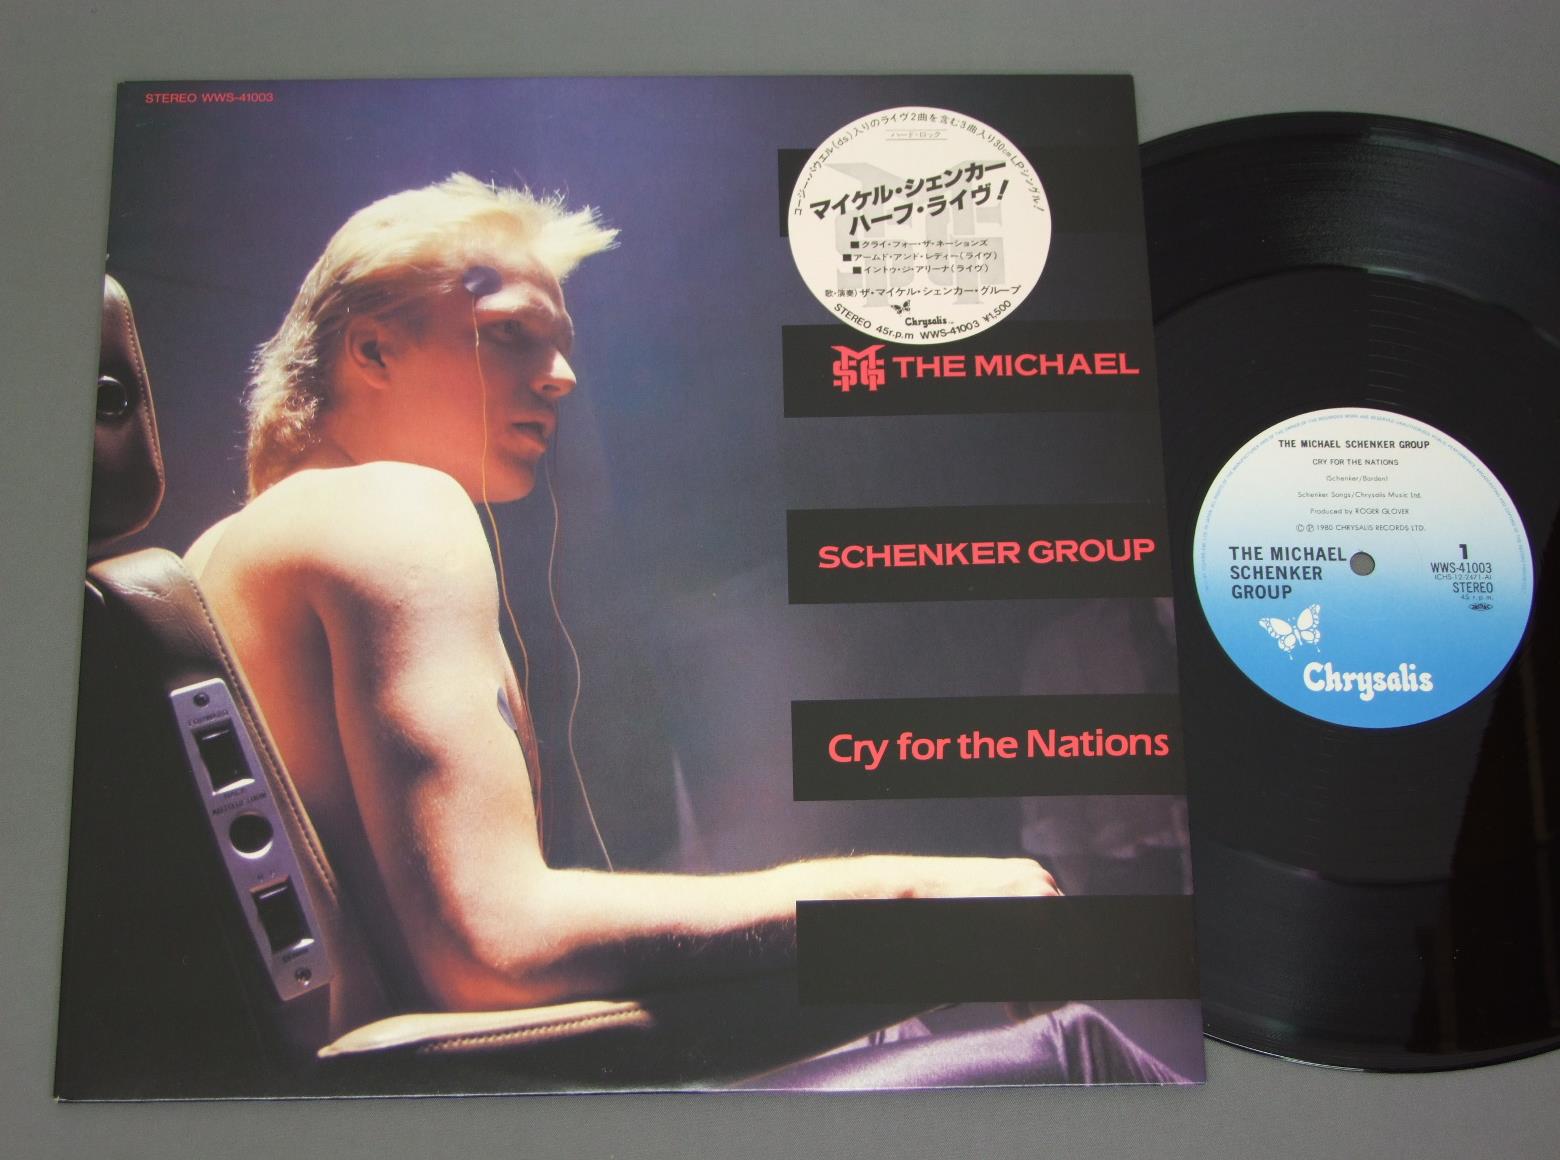 STEREO WWS-41003
コージー・パウエル(ds)入りのライヴ2曲を含む3曲入り30cmLPシングル!
ハード・ロック
マイケル・シェンカー
ハーフ・ライヴ!
■クライ・フォー・ザ・ネーションズ
■アームド・アンド・レディー(ライヴ)
■イントゥ・ジ・アリーナ(ライヴ)
歌・演奏)ザ・マイケル・シェンカー・グループ
Chrysalis
STEREO 45r.p.m WWS-41003 ¥1,500
MSG THE MICHAEL
SCHENKER GROUP
Cry for the Nations
THE MICHAEL SCHENKER GROUP
CRY FOR THE NATIONS
(Schenker/Barden)
Schenker Songs/Chrysalis Music Ltd.
Produced by ROGER GLOVER
© ℗ 1980 CHRYSALIS RECORDS LTD.
THE MICHAEL
SCHENKER
GROUP
1
WWS-41003
(CHS-12-2471-A)
STEREO
45 r.p.m.
Chrysalis